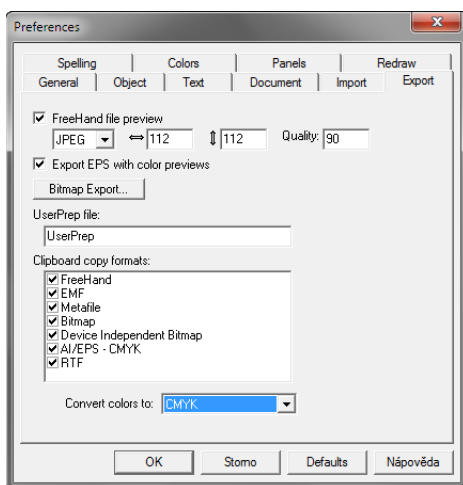 Preferences
Spelling Colors Panels Redraw
General Object Text Document Import Export
FreeHand file preview
JPEG 112 112 Quality: 90
Export EPS with color previews
Bitmap Export...
UserPrep file:
UserPrep
Clipboard copy formats:
FreeHand
EMF
Metafile
Bitmap
Device Independent Bitmap
AI/EPS - CMYK
RTF
Convert colors to: CMYK
OK Storno Defaults Nápověda